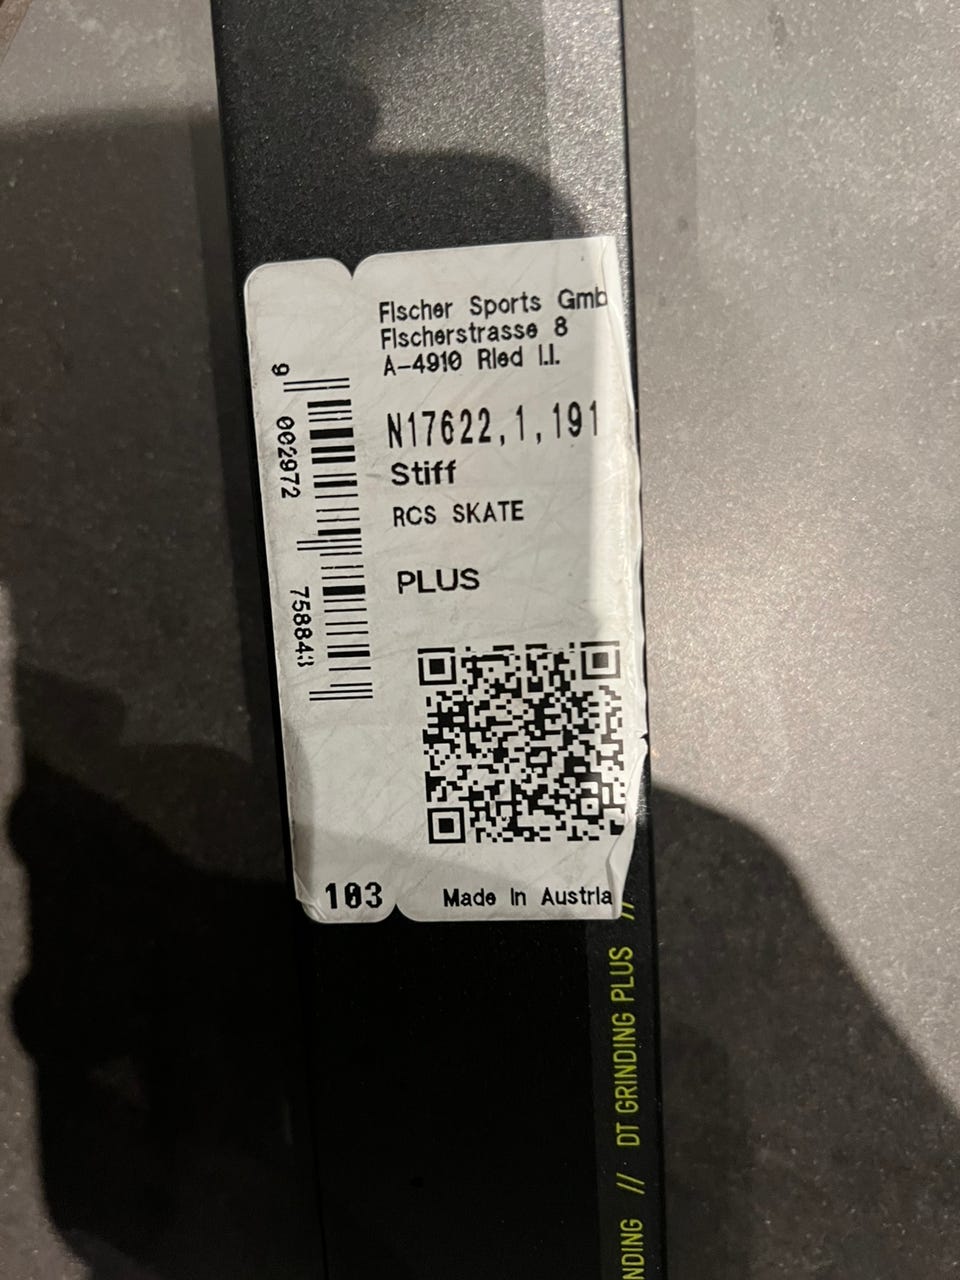 Fischer Sports Gmb
Fischerstrasse 8
A-4910 Ried I.I.
N17622,1,191
Stiff
RCS SKATE
PLUS
9 002972 758843
103
Made In Austria
NDING // DT GRINDING PLUS //